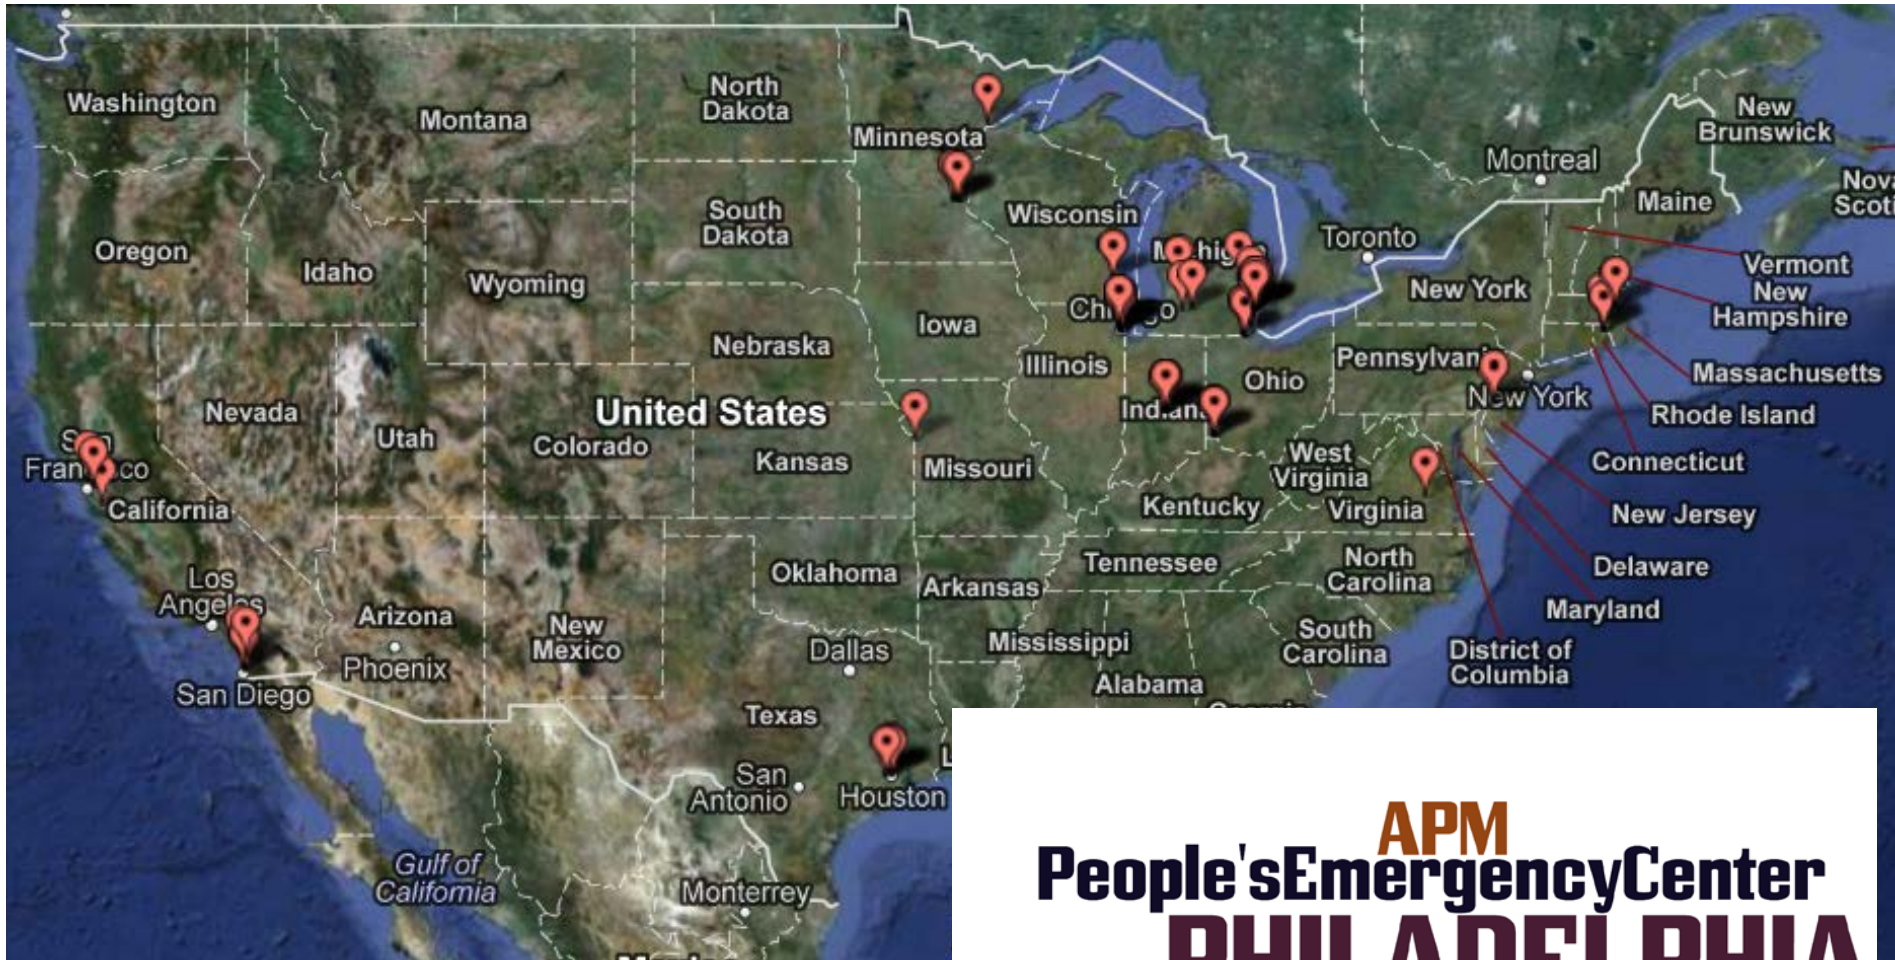 Washington
Montana
North
Dakota
Minnesota
New
Brunswick
Montreal
Nova
Scoti
Maine
Oregon
Idaho
Wyoming
South
Dakota
Wisconsin
Toronto
Vermont
New
Hampshire
New York
Iowa
Nebraska
Illinois
Ohio
Massachusetts
New York
Rhode Island
Nevada
Utah
Colorado
United States
Kansas
Missouri
West
Virginia
Connecticut
California
Kentucky
Virginia
New Jersey
Oklahoma
Arkansas
Tennessee
North
Carolina
Delaware
Maryland
Los
Angeles
Arizona
New
Mexico
Phoenix
San Diego
Dallas
Mississippi
South
Carolina
District of
Columbia
Alabama
Texas
San
Antonio
Houston
Gulf of
California
Monterrey
APM
People'sEmergencyCenter
PHILADELPHIA